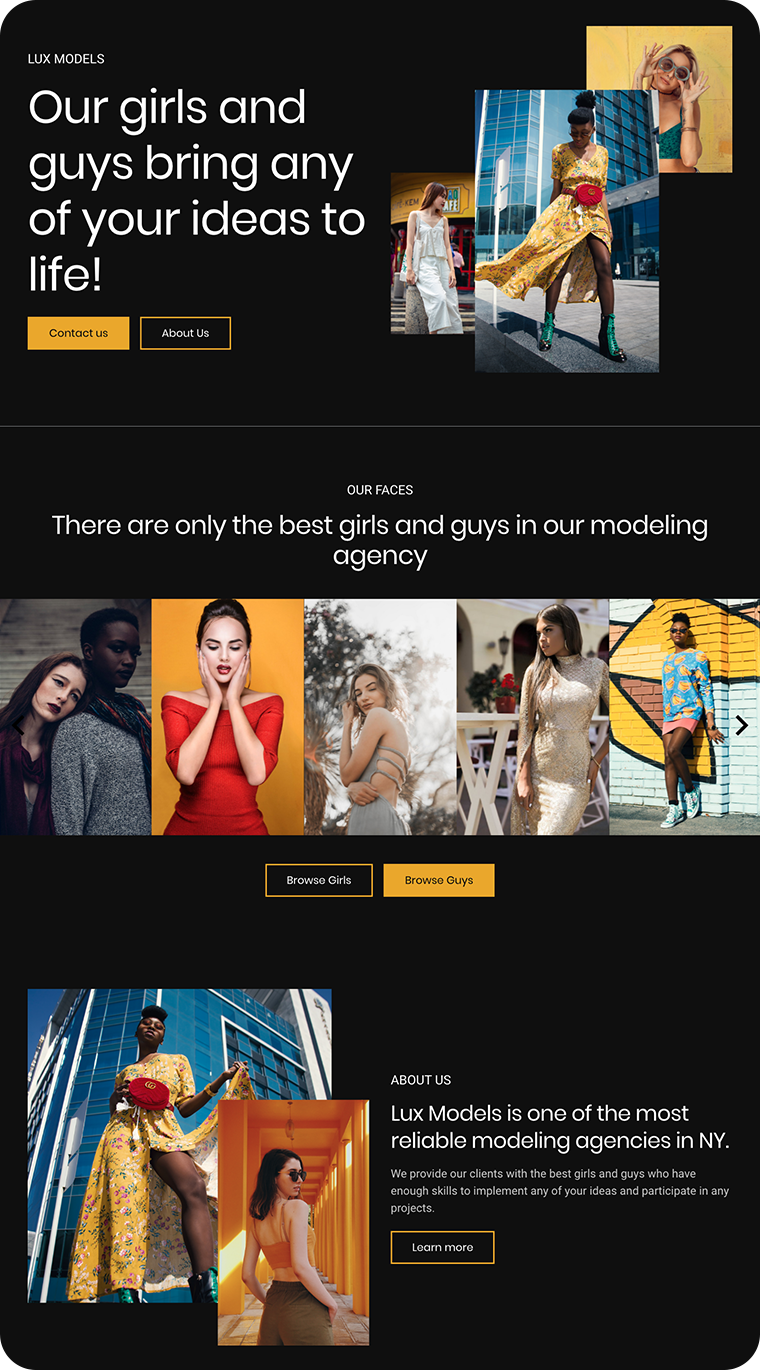 LUX MODELS
Our girls and
guys bring any
of your ideas to
life!
Contact us
About Us
OUR FACES
There are only the best girls and guys in our modeling
agency
Browse Girls
Browse Guys
ABOUT US
Lux Models is one of the most
reliable modeling agencies in NY.
We provide our clients with the best girls and guys who have
enough skills to implement any of your ideas and participate in any
projects.
Learn more